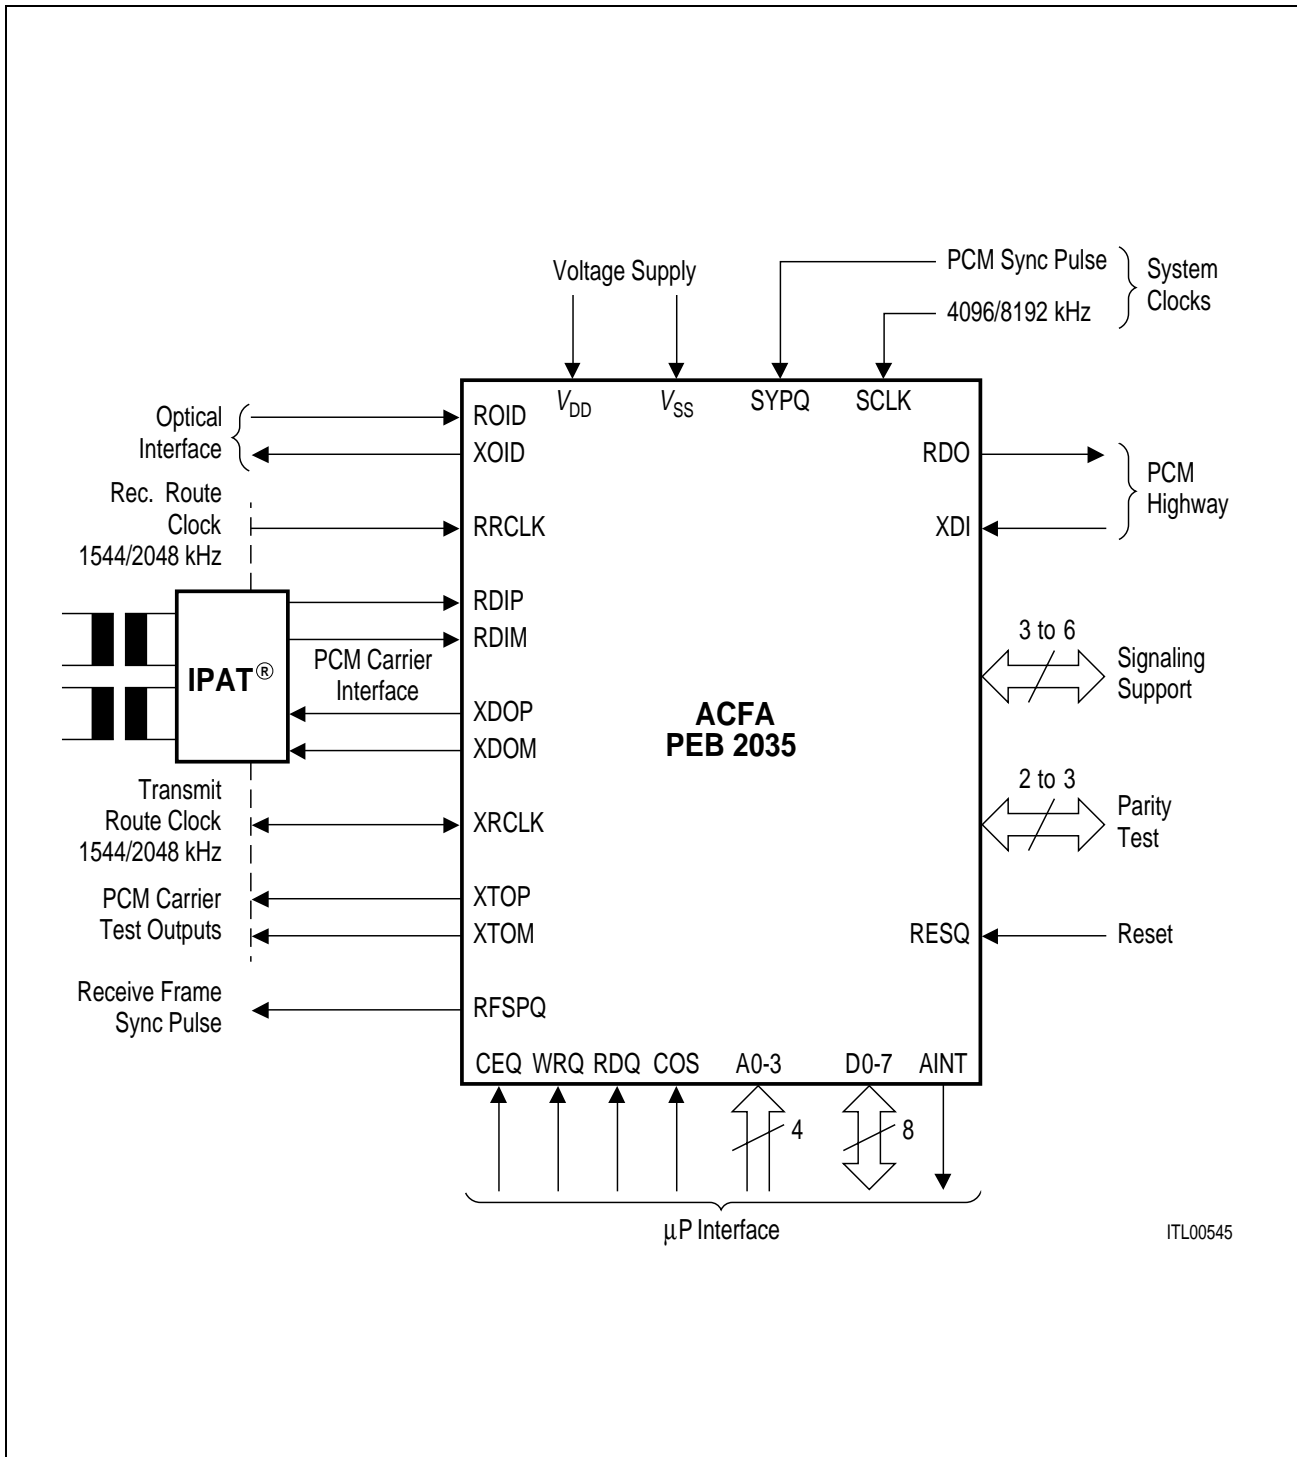 Voltage Supply
PCM Sync Pulse
4096/8192 kHz
System
Clocks
VDD
VSS
SYPQ
SCLK
Optical
Interface
ROID
XOID
RDO
XDI
PCM
Highway
Rec. Route
Clock
1544/2048 kHz
RRCLK
RDIP
RDIM
IPAT®
PCM Carrier
Interface
XDOP
XDOM
ACFA
PEB 2035
3 to 6
Signaling
Support
2 to 3
Parity
Test
Transmit
Route Clock
1544/2048 kHz
XRCLK
PCM Carrier
Test Outputs
XTOP
XTOM
RESQ
Reset
Receive Frame
Sync Pulse
RFSPQ
CEQ WRQ RDQ COS A0-3 D0-7 AINT
4
8
µP Interface
ITL00545